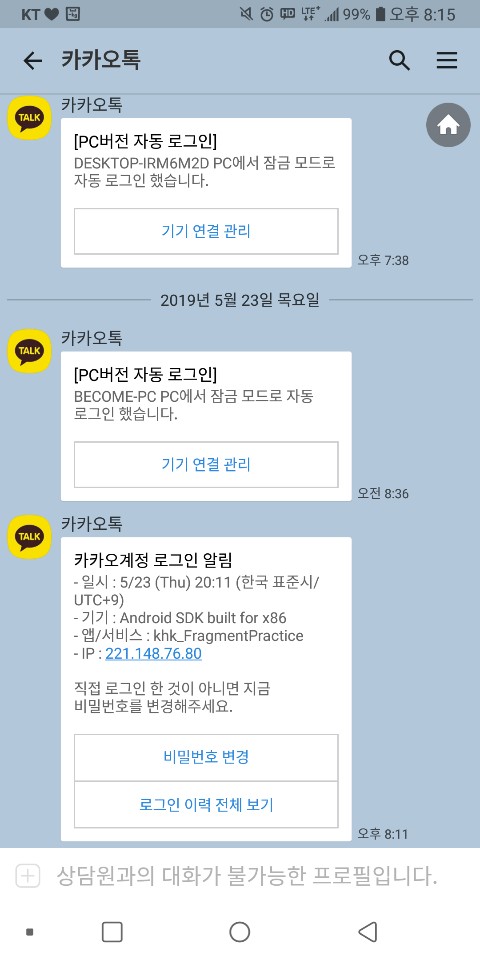 KT HD LTE+ 99% 오후 8:15
카카오톡
TALK 카카오톡
[PC버전 자동 로그인]
DESKTOP-IRM6M2D PC에서 잠금 모드로
자동 로그인 했습니다.
기기 연결 관리
오후 7:38
2019년 5월 23일 목요일
TALK 카카오톡
[PC버전 자동 로그인]
BECOME-PC PC에서 잠금 모드로 자동
로그인 했습니다.
기기 연결 관리
오전 8:36
TALK 카카오톡
카카오계정 로그인 알림
- 일시 : 5/23 (Thu) 20:11 (한국 표준시/
UTC+9)
- 기기 : Android SDK built for x86
- 앱/서비스 : khk_FragmentPractice
- IP : 221.148.76.80
직접 로그인 한 것이 아니면 지금
비밀번호를 변경해주세요.
비밀번호 변경
로그인 이력 전체 보기
오후 8:11
상담원과의 대화가 불가능한 프로필입니다.